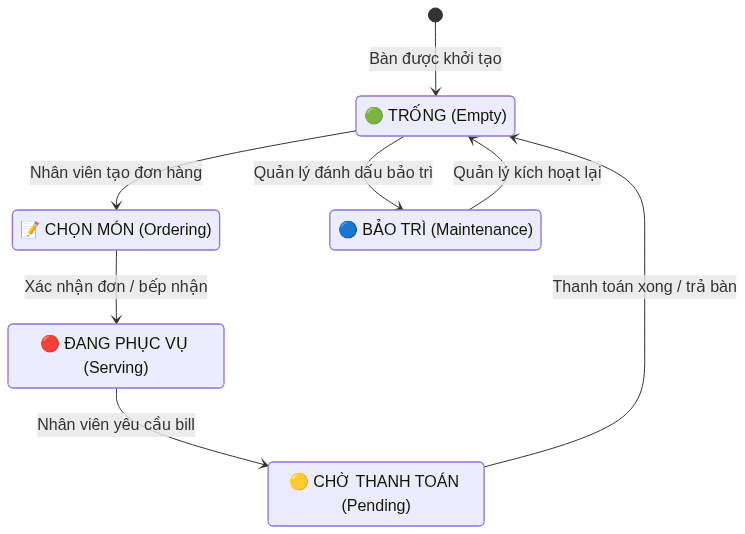 Bàn được khởi tạo
🟢 TRỐNG (Empty)
Nhân viên tạo đơn hàng
Quản lý đánh dấu bảo trì
Quản lý kích hoạt lại
📝 CHỌN MÓN (Ordering)
🔵 BẢO TRÌ (Maintenance)
Xác nhận đơn / bếp nhận
Thanh toán xong / trả bàn
🔴 ĐANG PHỤC VỤ
(Serving)
Nhân viên yêu cầu bill
🟡 CHỜ THANH TOÁN
(Pending)